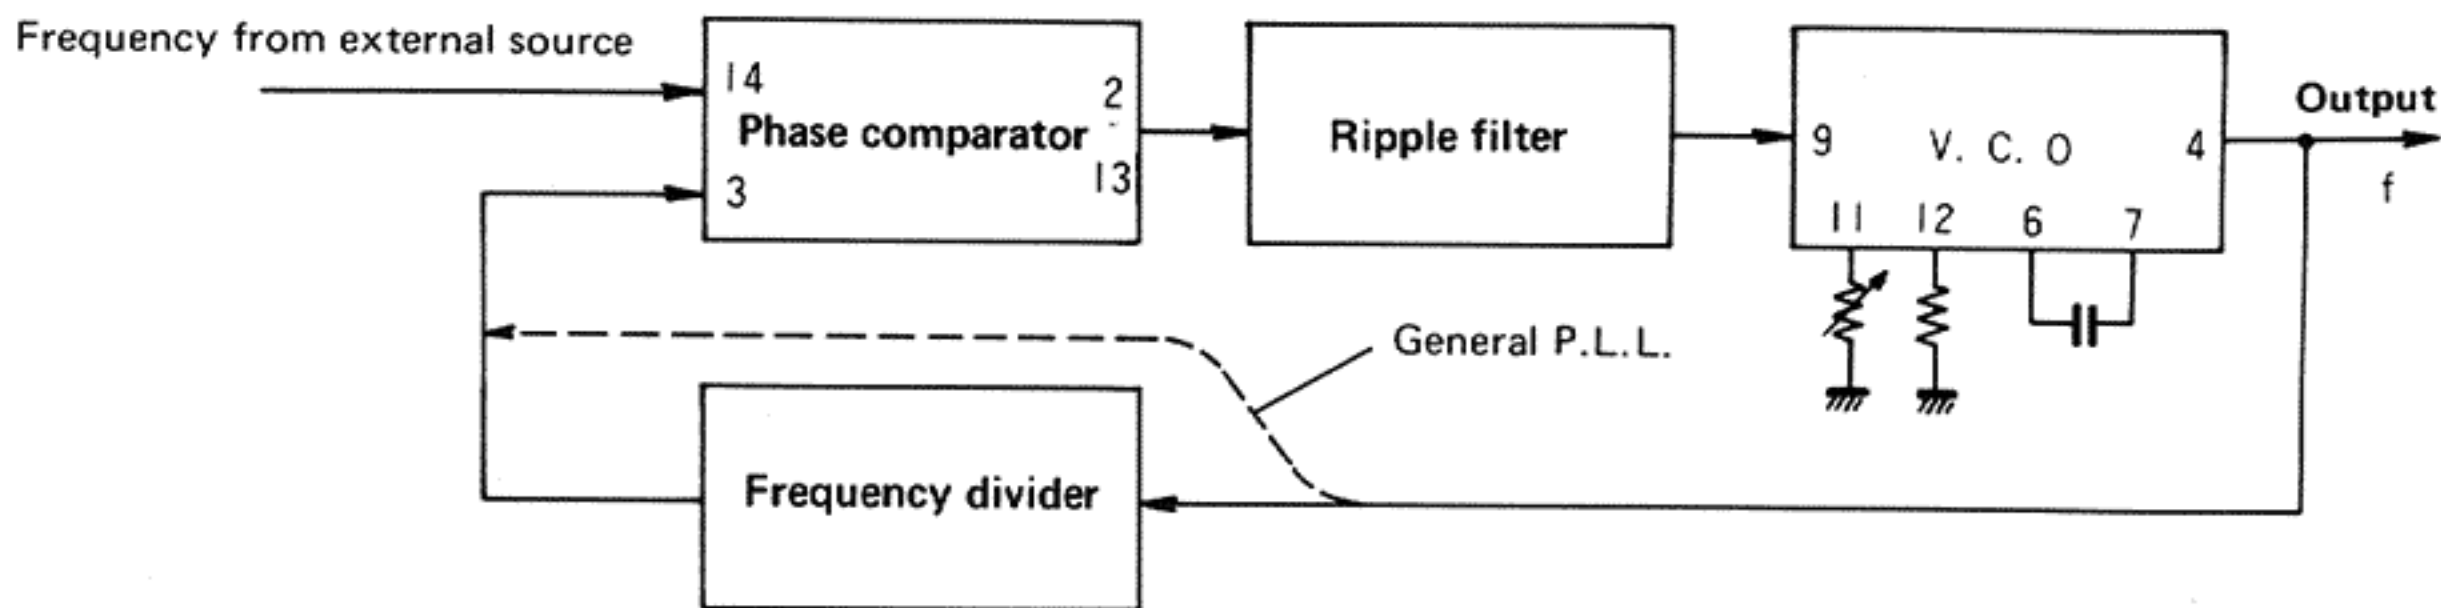 Frequency from external source
14
Phase comparator
2
13
3
Ripple filter
9
V. C. O
4
11
12
6
7
Output
f
General P.L.L.
Frequency divider